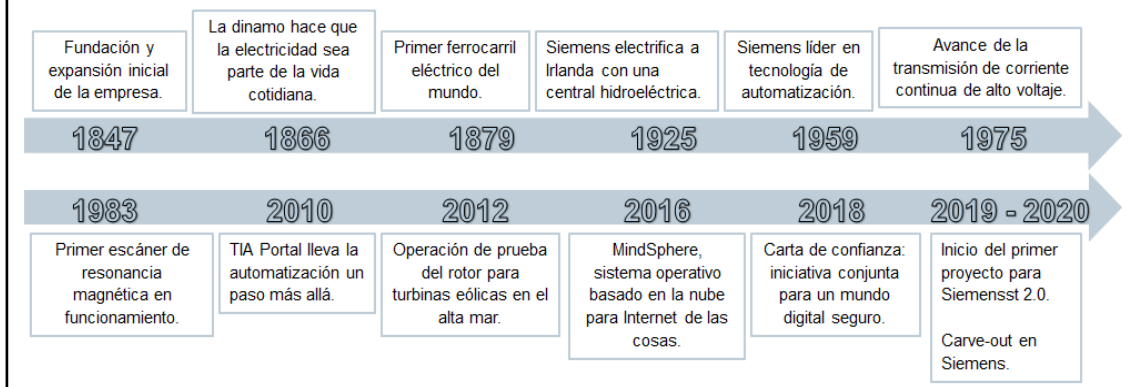 Fundación y
expansión inicial
de la empresa.
La dinamo hace que
la electricidad sea
parte de la vida
cotidiana.
Primer ferrocarril
eléctrico del
mundo.
Siemens electrifica a
Irlanda con una
central hidroeléctrica.
Siemens líder en
tecnología de
automatización.
Avance de la
transmisión de corriente
continua de alto voltaje.
1847
1866
1879
1925
1959
1975
1983
2010
2012
2016
2018
2019 - 2020
Primer escáner de
resonancia
magnética en
funcionamiento.
TIA Portal lleva la
automatización un
paso más allá.
Operación de prueba
del rotor para
turbinas eólicas en el
alta mar.
MindSphere,
sistema operativo
basado en la nube
para Internet de las
cosas.
Carta de confianza:
iniciativa conjunta
para un mundo
digital seguro.
Inicio del primer
proyecto para
Siemensst 2.0.
Carve-out en
Siemens.